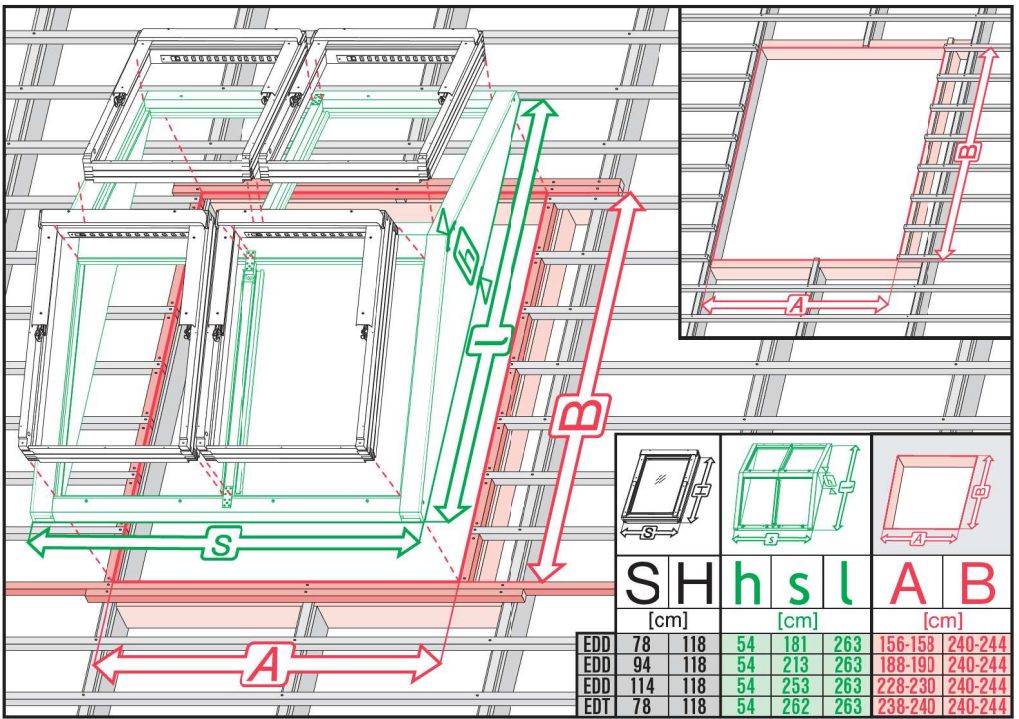 B
A
h
l
B
S
A
H
S
h
l
s
B
A
S H h s l A B
[cm] [cm] [cm]
EDD 78 118 54 181 263 156-158 240-244
EDD 94 118 54 213 263 188-190 240-244
EDD 114 118 54 253 263 228-230 240-244
EDT 78 118 54 262 263 238-240 240-244